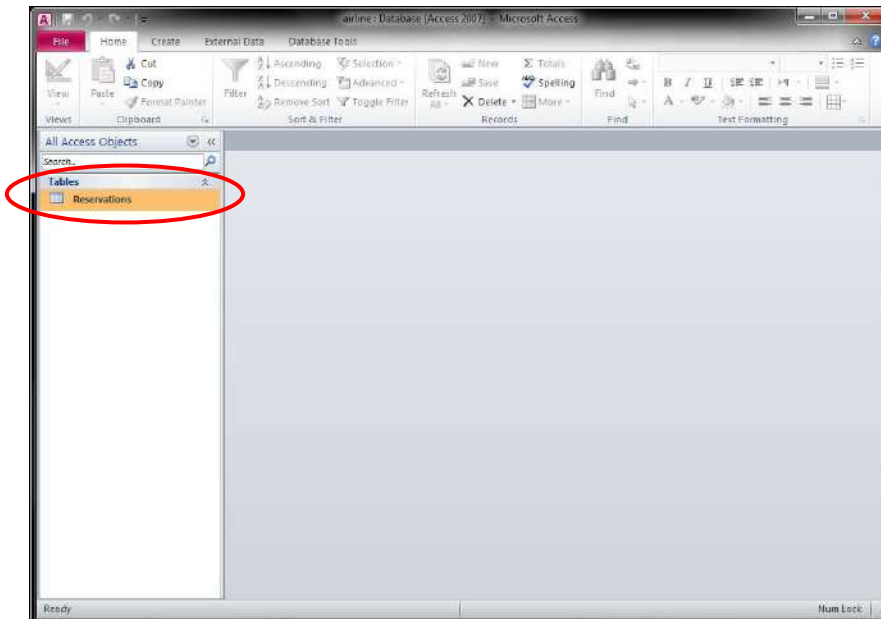 airline : Database (Access 2007) - Microsoft Access
File Home Create External Data Database Tools
View Paste Cut Copy Format Painter
Filter Ascending Descending Remove Sort Selection Advanced Toggle Filter
Refresh All New Save Delete Totals Spelling More
Find
B I U
A
Views Clipboard Sort & Filter Records Find Text Formatting
All Access Objects
Search..
Tables
Reservations
Ready Num Lock